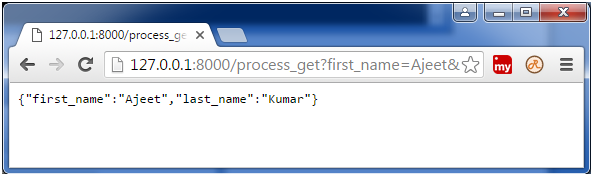 127.0.0.1:8000/process_ge
127.0.0.1:8000/process_get?first_name=Ajeet&
my
{"first_name":"Ajeet","last_name":"Kumar"}